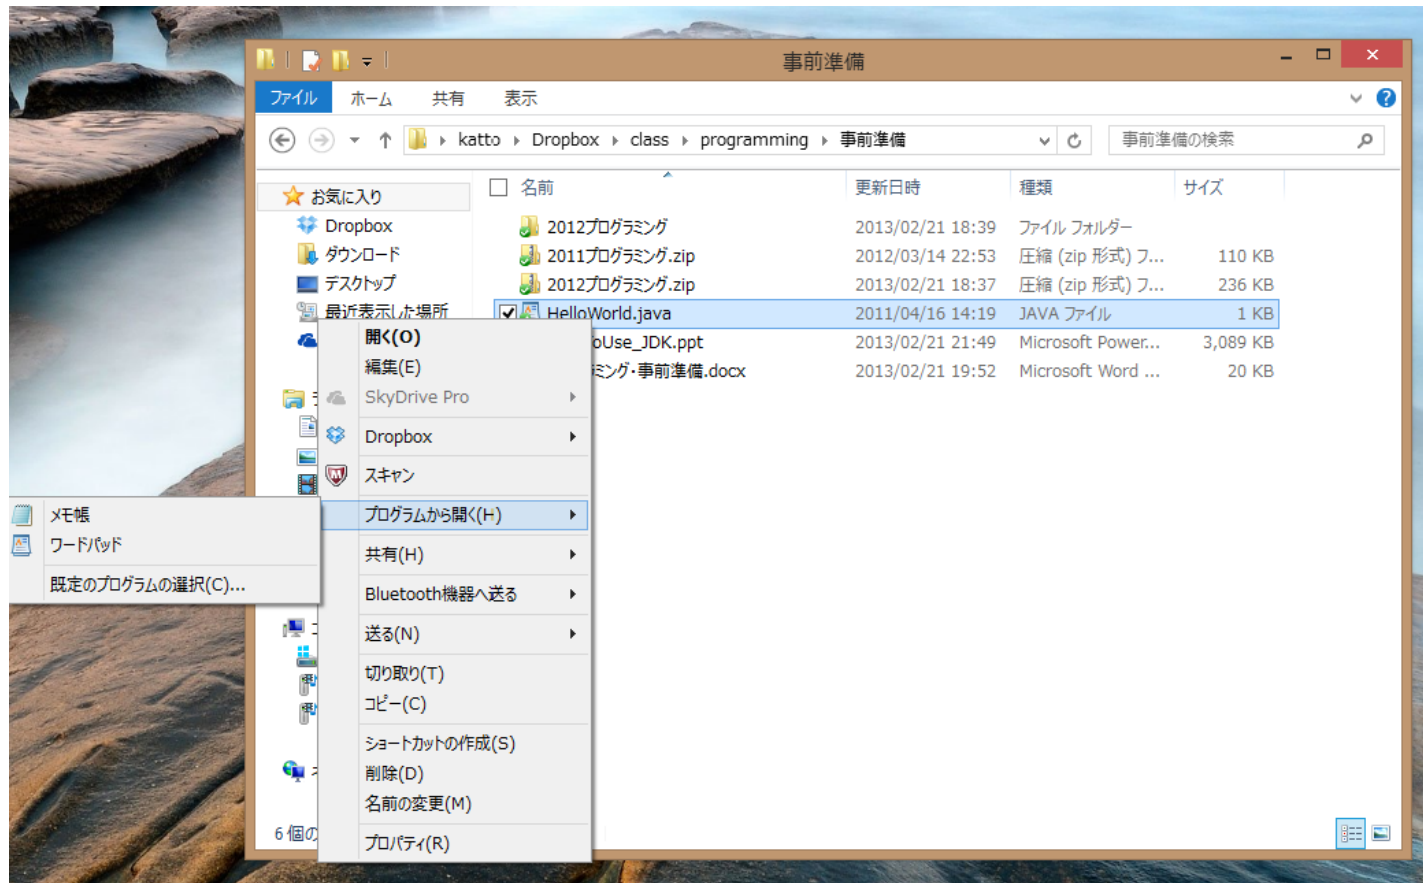 事前準備
ファイル ホーム 共有 表示
katto Dropbox class programming 事前準備 事前準備の検索
お気に入り
Dropbox
ダウンロード
デスクトップ
最近表示した場所
名前 更新日時 種類 サイズ
2012プログラミング 2013/02/21 18:39 ファイル フォルダー
2011プログラミング.zip 2012/03/14 22:53 圧縮 (zip 形式) フ... 110 KB
2012プログラミング.zip 2013/02/21 18:37 圧縮 (zip 形式) フ... 236 KB
HelloWorld.java 2011/04/16 14:19 JAVA ファイル 1 KB
oUse_JDK.ppt 2013/02/21 21:49 Microsoft Power... 3,089 KB
ミング・事前準備.docx 2013/02/21 19:52 Microsoft Word ... 20 KB
開く(O)
編集(E)
SkyDrive Pro
Dropbox
スキャン
プログラムから開く(H)
共有(H)
Bluetooth機器へ送る
送る(N)
切り取り(T)
コピー(C)
ショートカットの作成(S)
削除(D)
名前の変更(M)
プロパティ(R)
メモ帳
ワードパッド
既定のプログラムの選択(C)...
6 個の